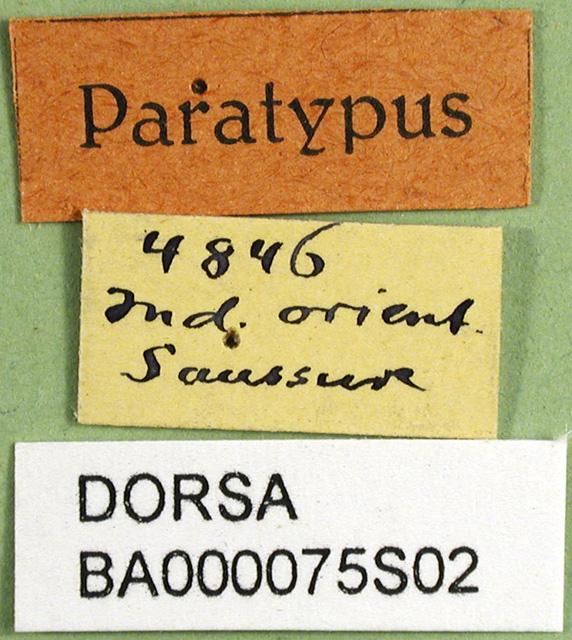 Paratypus
4846
Ind. orient.
Saussure
DORSA
BA000075S02